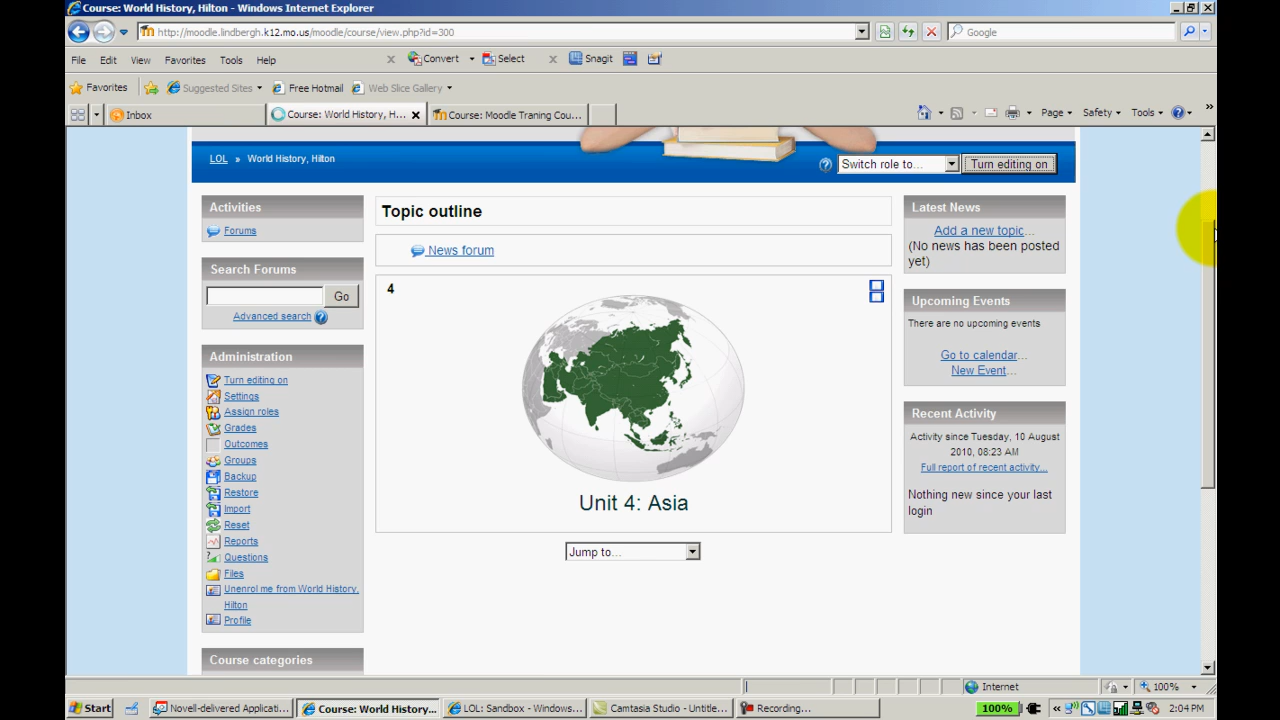 Course: World History, Hilton - Windows Internet Explorer
http://moodle.lindbergh.k12.mo.us/moodle/course/view.php?id=300
Google
File Edit View Favorites Tools Help
Convert
Select
Snagit
Favorites
Suggested Sites
Free Hotmail
Web Slice Gallery
Inbox
Course: World History, H...
Course: Moodle Traning Cou...
Page
Safety
Tools
LOL » World History, Hilton
Switch role to...
Turn editing on
Activities
Forums
Search Forums
Go
Advanced search
Administration
Turn editing on
Settings
Assign roles
Grades
Outcomes
Groups
Backup
Restore
Import
Reset
Reports
Questions
Files
Unenrol me from World History,
Hilton
Profile
Course categories
Topic outline
News forum
4
Unit 4: Asia
Jump to...
Latest News
Add a new topic...
(No news has been posted
yet)
Upcoming Events
There are no upcoming events
Go to calendar...
New Event...
Recent Activity
Activity since Tuesday, 10 August
2010, 08:23 AM
Full report of recent activity...
Nothing new since your last
login
Internet
100%
Start
Novell-delivered Applicati...
Course: World History...
LOL: Sandbox - Windows...
Camtasia Studio - Untitle...
Recording...
100%
2:04 PM